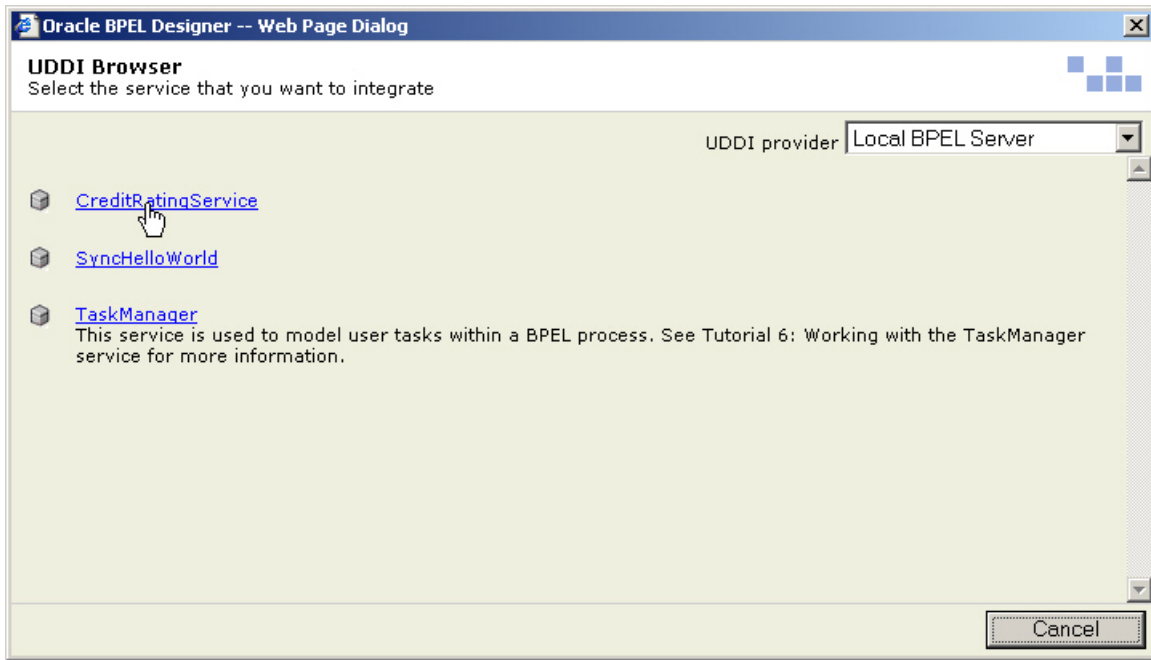 Oracle BPEL Designer -- Web Page Dialog
UDDI Browser
Select the service that you want to integrate
UDDI provider Local BPEL Server
CreditRatingService
SyncHelloWorld
TaskManager
This service is used to model user tasks within a BPEL process. See Tutorial 6: Working with the TaskManager
service for more information.
Cancel